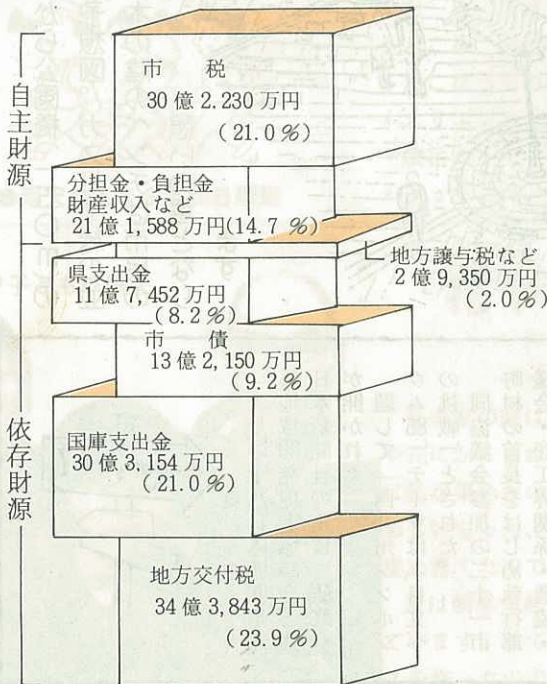 自主財源
市　税
30億2.230万円
(21.0%)
分担金・負担金
財産収入など
21億1,588万円(14.7%)
地方譲与税など
2億9,350万円
(2.0%)
依存財源
県支出金
11億7,452万円
(8.2%)
市　債
13億2,150万円
(9.2%)
国庫支出金
30億3,154万円
(21.0%)
地方交付税
34億3,843万円
(23.9%)